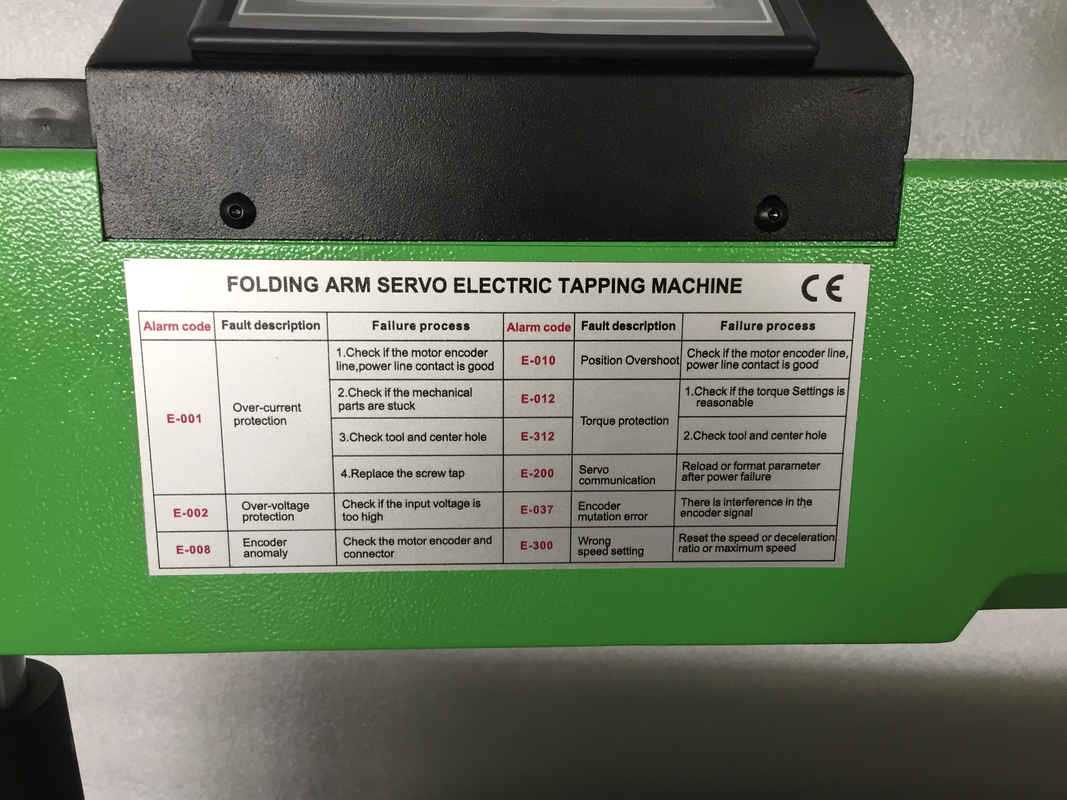 FOLDING ARM SERVO ELECTRIC TAPPING MACHINE
CE
Alarm code
Fault description
Failure process
Alarm code
Fault description
Failure process
E-001
Over-current
protection
1.Check if the motor encoder
line,power line contact is good
2.Check if the mechanical
parts are stuck
3.Check tool and center hole
4.Replace the screw tap
E-002
Over-voltage
protection
Check if the input voltage is
too high
E-008
Encoder
anomaly
Check the motor encoder and
connector
E-010
Position Overshoot
Check if the motor encoder line,
power line contact is good
E-012
E-312
Torque protection
1.Check if the torque Settings is
reasonable
2.Check tool and center hole
E-200
Servo
communication
Reload or format parameter
after power failure
E-037
Encoder
mutation error
There is interference in the
encoder signal
E-300
Wrong
speed setting
Reset the speed or deceleration
ratio or maximum speed